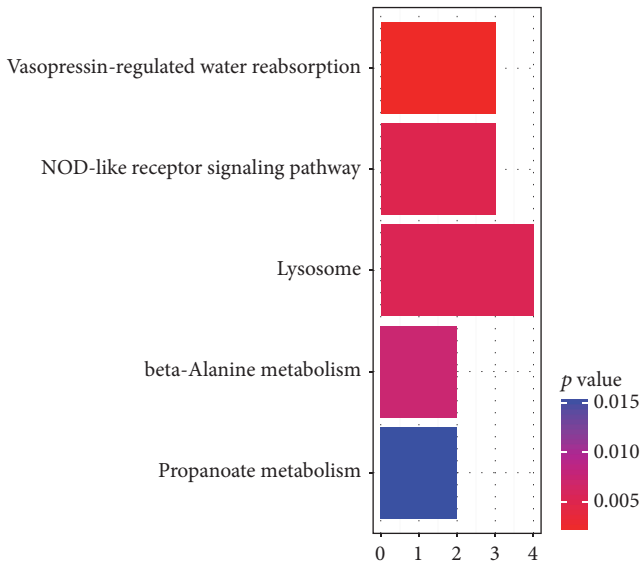 Vasopressin-regulated water reabsorption
NOD-like receptor signaling pathway
Lysosome
beta-Alanine metabolism
Propanoate metabolism
0 1 2 3 4
p value
0.015
0.010
0.005